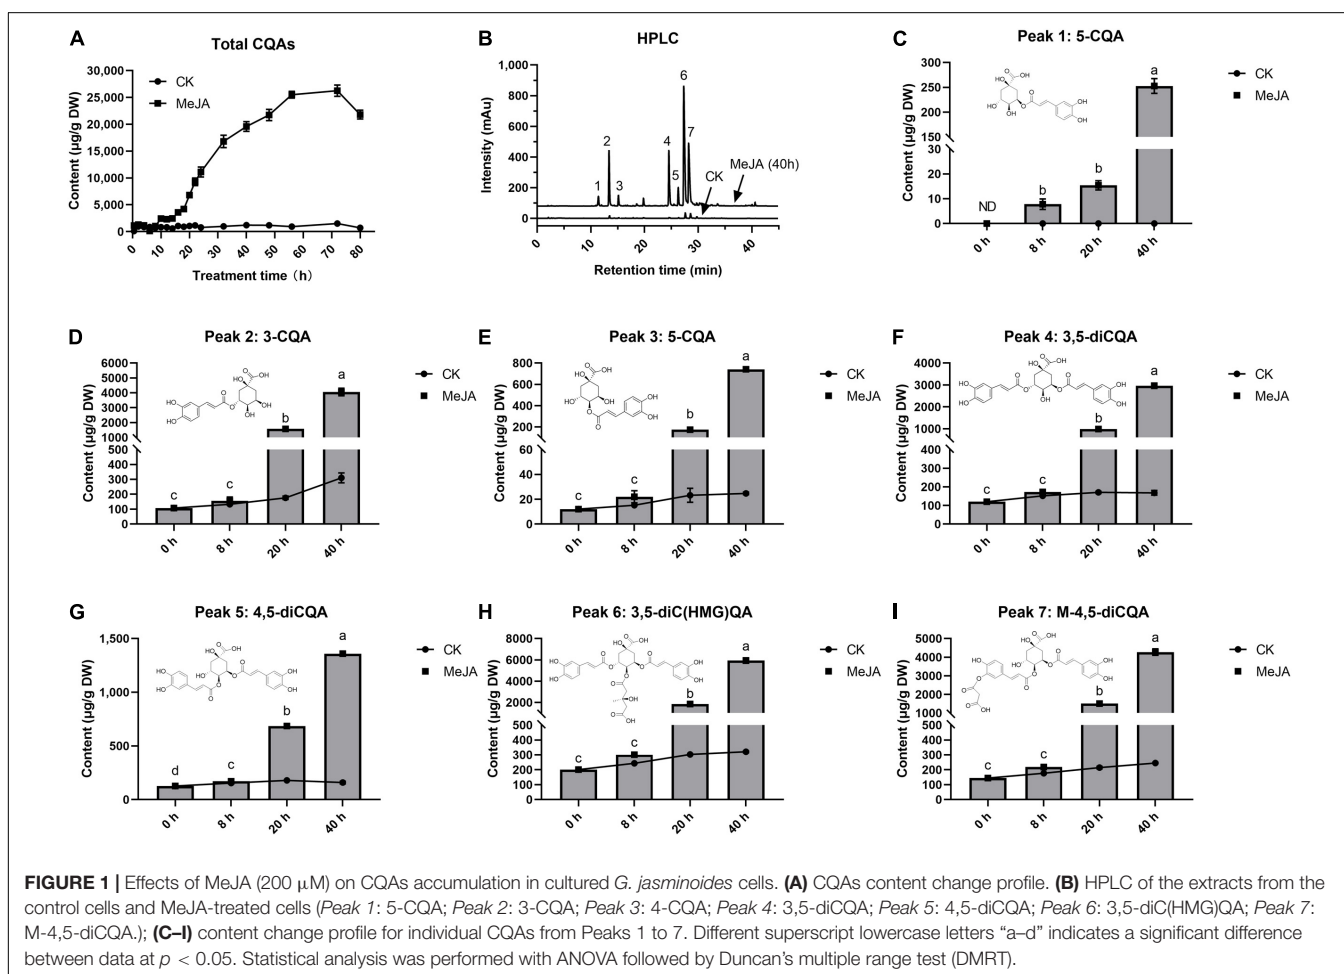 A
Total CQAs
30,000
25,000
20,000
15,000
10,000
5,000
0
Content (µg/g DW)
CK
MeJA
0 10 20 30 40 50 60 70 80
Treatment time (h)
B
HPLC
1,000
800
600
400
200
0
Intensity (mAu)
1 2 3 4 5 6 7
CK
MeJA (40h)
0 10 20 30 40
Retention time (min)
C
Peak 1: 5-CQA
300
250
200
150
30
20
10
0
Content (µg/g DW)
ND b b a
0 h 8 h 20 h 40 h
CK
MeJA
D
Peak 2: 3-CQA
6000
5000
4000
3000
2000
1000
500
400
300
200
100
0
Content (µg/g DW)
c c b a
0 h 8 h 20 h 40 h
CK
MeJA
E
Peak 3: 5-CQA
800
600
400
200
60
40
20
0
Content (µg/g DW)
c c b a
0 h 8 h 20 h 40 h
CK
MeJA
F
Peak 4: 3,5-diCQA
4000
3000
2000
1000
400
300
200
100
0
Content (µg/g DW)
c c b a
0 h 8 h 20 h 40 h
CK
MeJA
G
Peak 5: 4,5-diCQA
1,500
1,000
500
0
Content (µg/g DW)
d c b a
0 h 8 h 20 h 40 h
CK
MeJA
H
Peak 6: 3,5-diC(HMG)QA
8000
6000
4000
2000
500
400
300
200
100
0
Content (µg/g DW)
c c b a
0 h 8 h 20 h 40 h
CK
MeJA
I
Peak 7: M-4,5-diCQA
5000
4000
3000
2000
1000
500
400
300
200
100
0
Content (µg/g DW)
c c b a
0 h 8 h 20 h 40 h
CK
MeJA
FIGURE 1 | Effects of MeJA (200 µM) on CQAs accumulation in cultured G. jasminoides cells. (A) CQAs content change profile. (B) HPLC of the extracts from the
control cells and MeJA-treated cells (Peak 1: 5-CQA; Peak 2: 3-CQA; Peak 3: 4-CQA; Peak 4: 3,5-diCQA; Peak 5: 4,5-diCQA; Peak 6: 3,5-diC(HMG)QA; Peak 7:
M-4,5-diCQA.); (C–I) content change profile for individual CQAs from Peaks 1 to 7. Different superscript lowercase letters “a–d” indicates a significant difference
between data at p < 0.05. Statistical analysis was performed with ANOVA followed by Duncan’s multiple range test (DMRT).